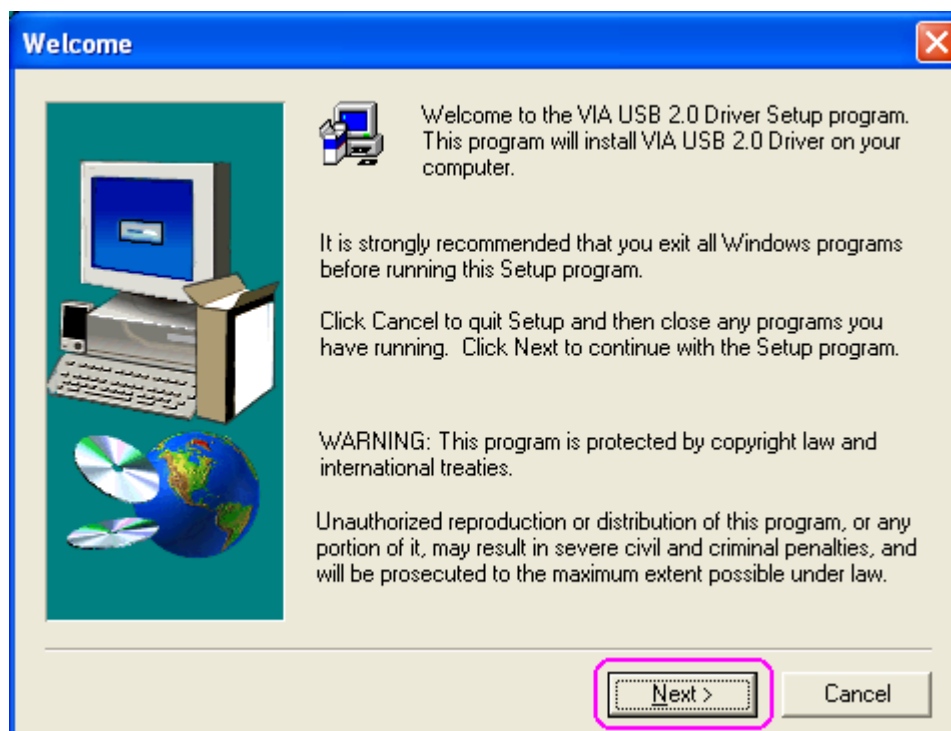 Welcome
Welcome to the VIA USB 2.0 Driver Setup program.
This program will install VIA USB 2.0 Driver on your
computer.
It is strongly recommended that you exit all Windows programs
before running this Setup program.
Click Cancel to quit Setup and then close any programs you
have running.  Click Next to continue with the Setup program.
WARNING: This program is protected by copyright law and
international treaties.
Unauthorized reproduction or distribution of this program, or any
portion of it, may result in severe civil and criminal penalties, and
will be prosecuted to the maximum extent possible under law.
Next >
Cancel